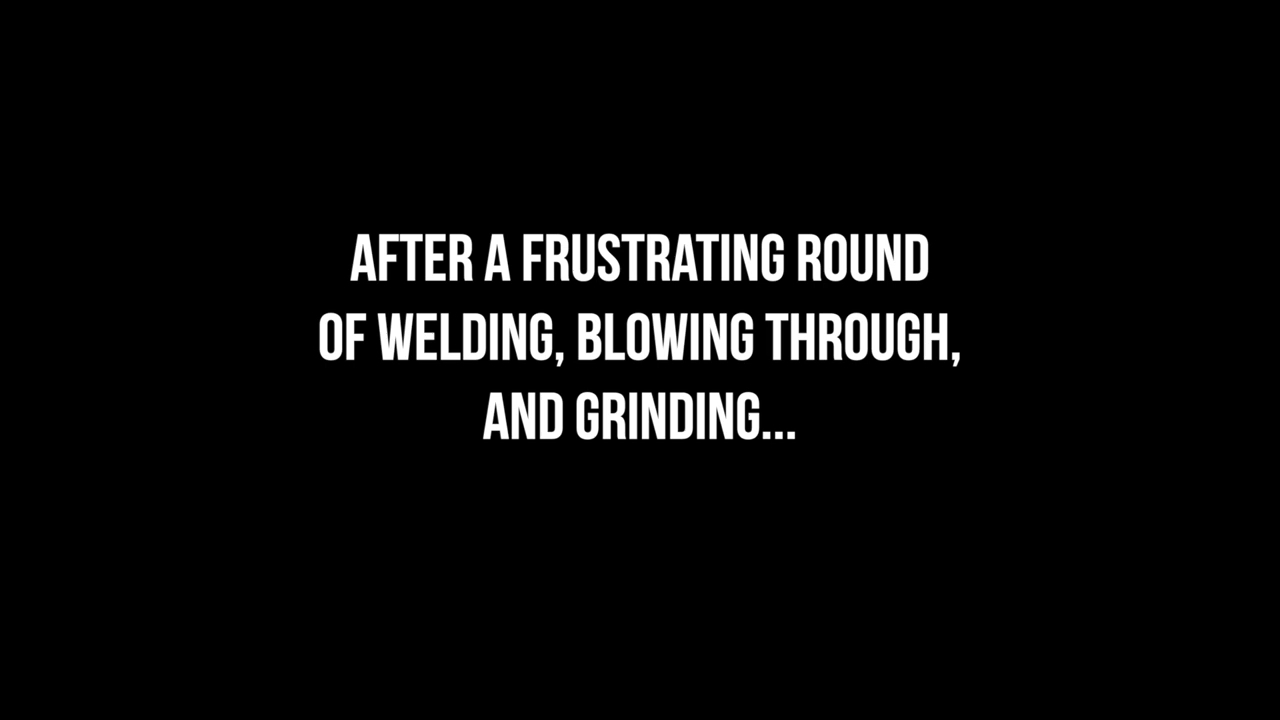 AFTER A FRUSTRATING ROUND
OF WELDING, BLOWING THROUGH,
AND GRINDING...